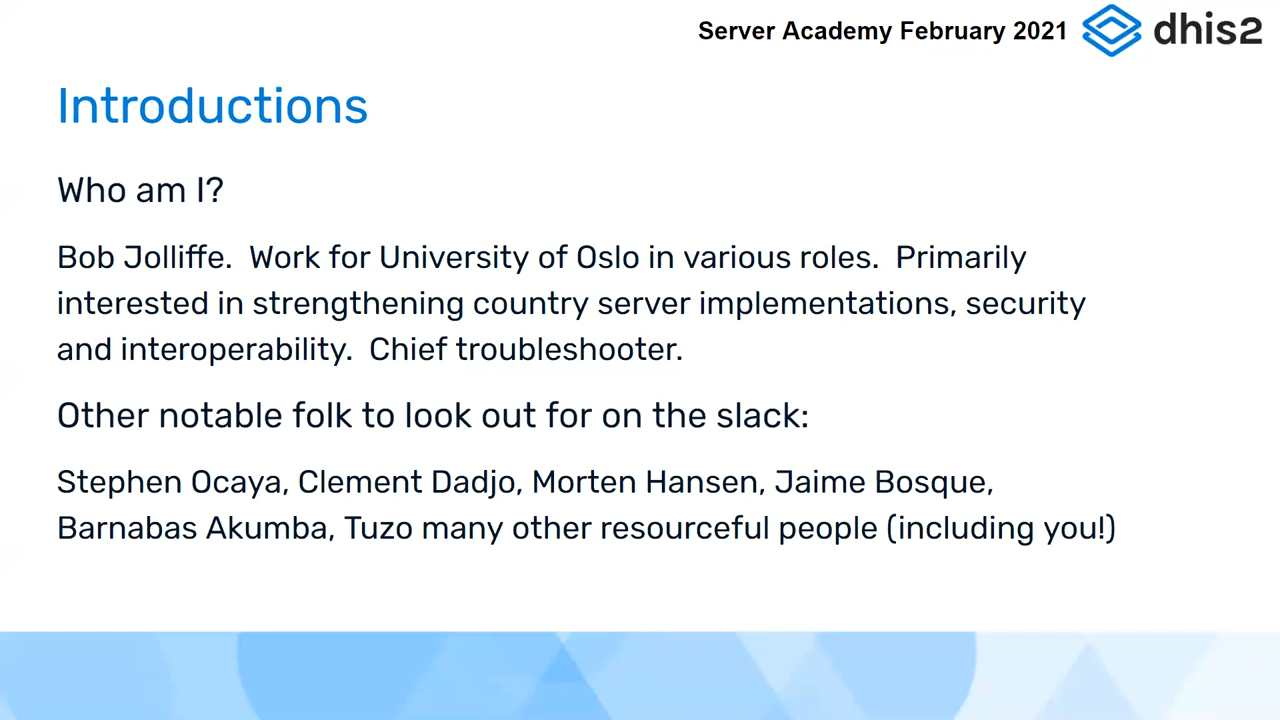 Server Academy February 2021 dhis2
Introductions
Who am I?
Bob Jolliffe.  Work for University of Oslo in various roles.  Primarily
interested in strengthening country server implementations, security
and interoperability.  Chief troubleshooter.
Other notable folk to look out for on the slack:
Stephen Ocaya, Clement Dadjo, Morten Hansen, Jaime Bosque,
Barnabas Akumba, Tuzo many other resourceful people (including you!)